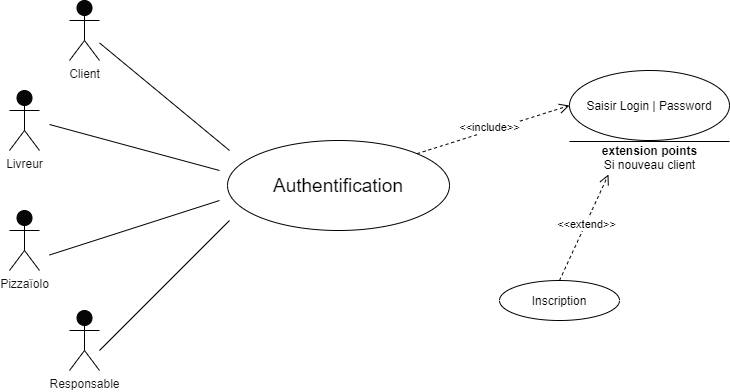 Client
Livreur
Pizzaïolo
Responsable
Authentification
<<include>>
Saisir Login | Password
extension points
Si nouveau client
<<extend>>
Inscription